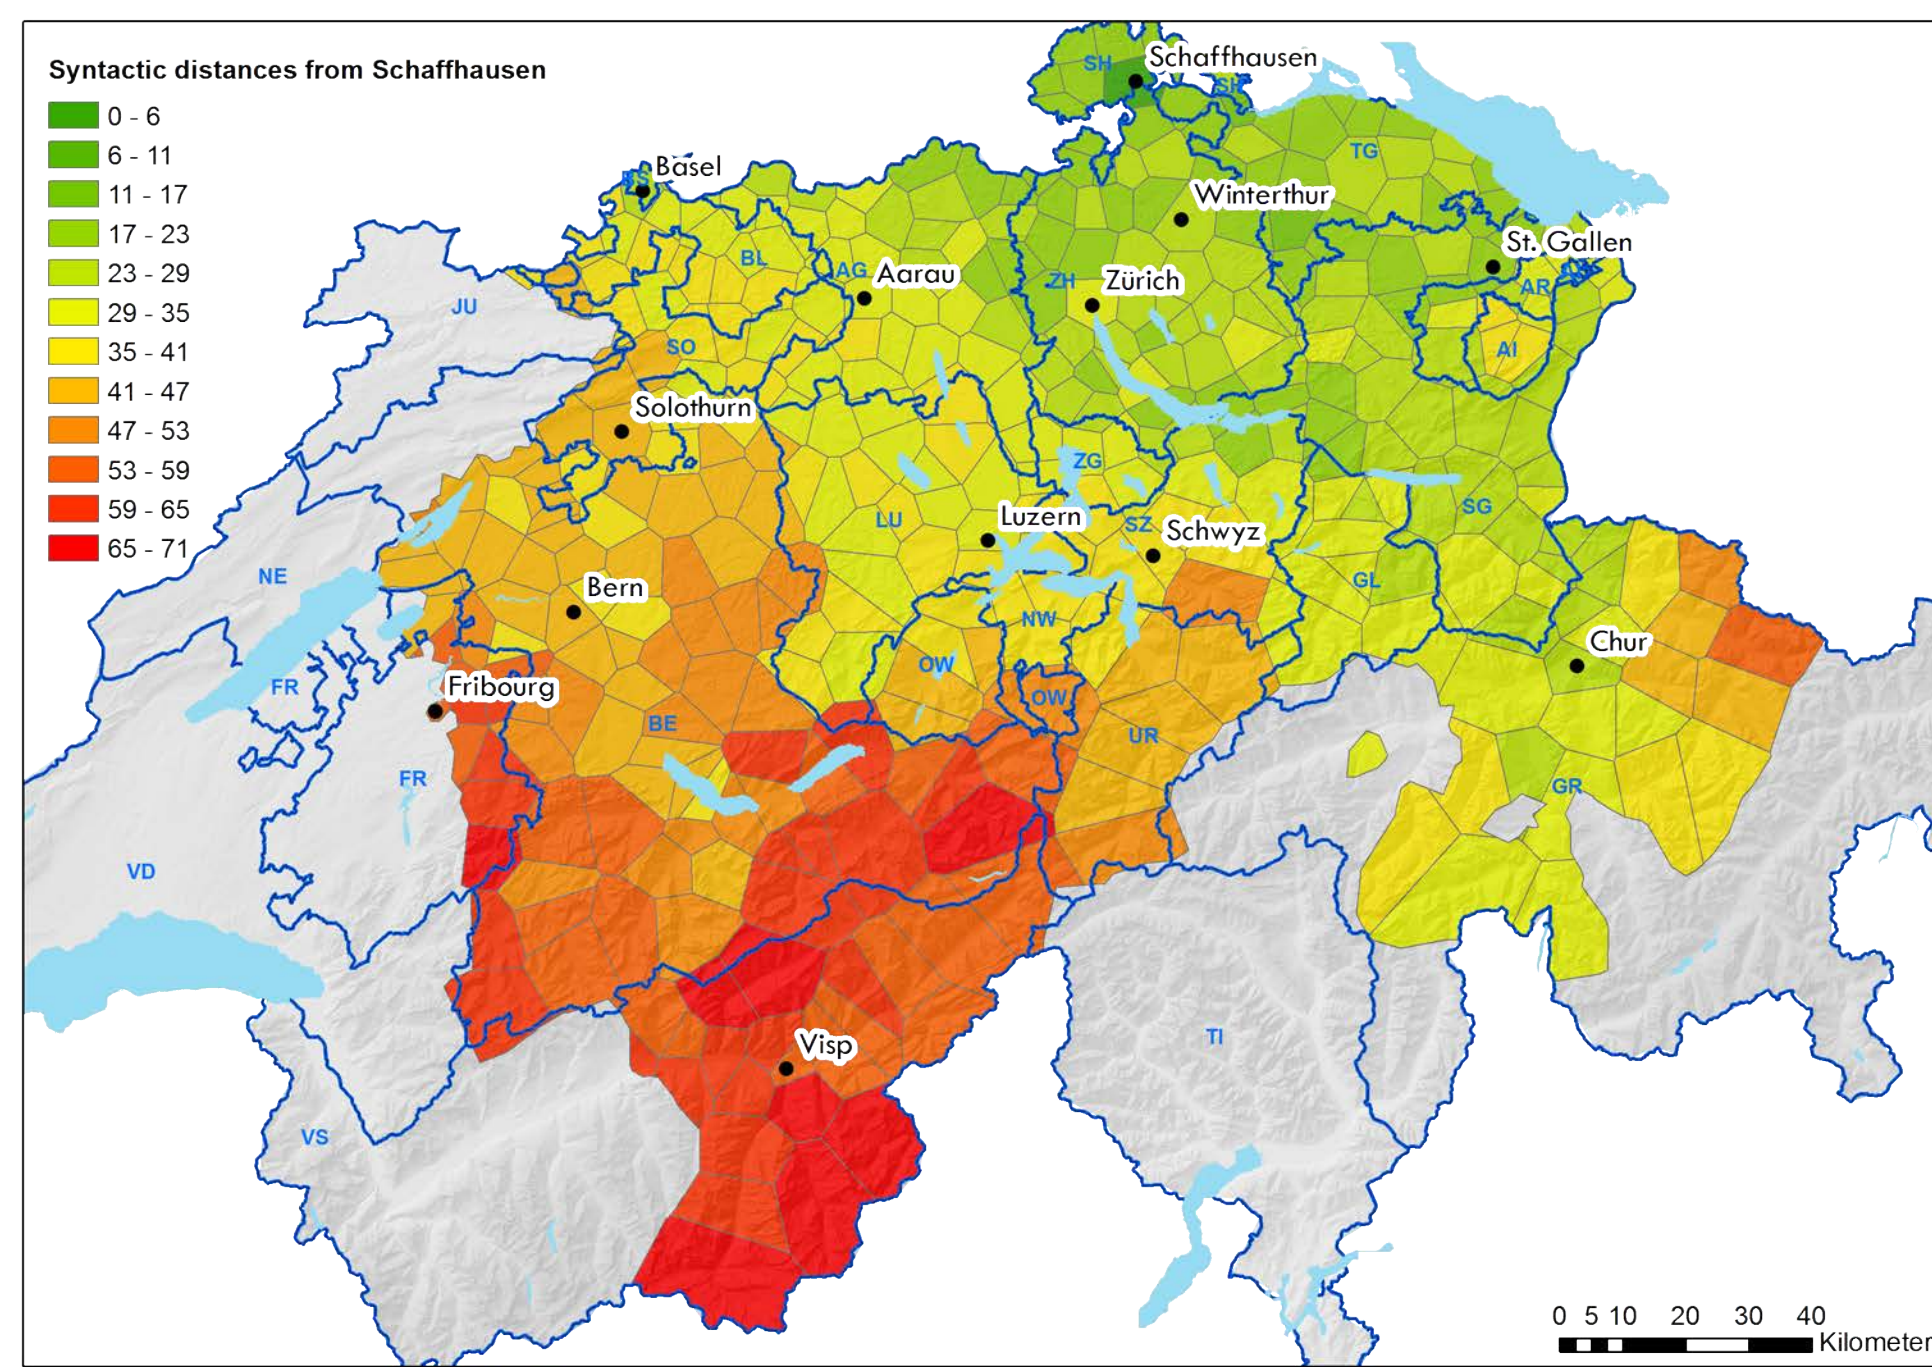 Syntactic distances from Schaffhausen
0 - 6
6 - 11
11 - 17
17 - 23
23 - 29
29 - 35
35 - 41
41 - 47
47 - 53
53 - 59
59 - 65
65 - 71
SH
Schaffhausen
SH
TG
BS
Basel
Winterthur
St. Gallen
BL
AG
Aarau
ZH
Zürich
AR
AI
JU
SO
Solothurn
ZG
LU
Luzern
SZ
Schwyz
SG
NE
Bern
GL
NW
Chur
OW
OW
FR
Fribourg
BE
UR
FR
GR
VD
TI
Visp
VS
0 5 10 20 30 40
Kilometer